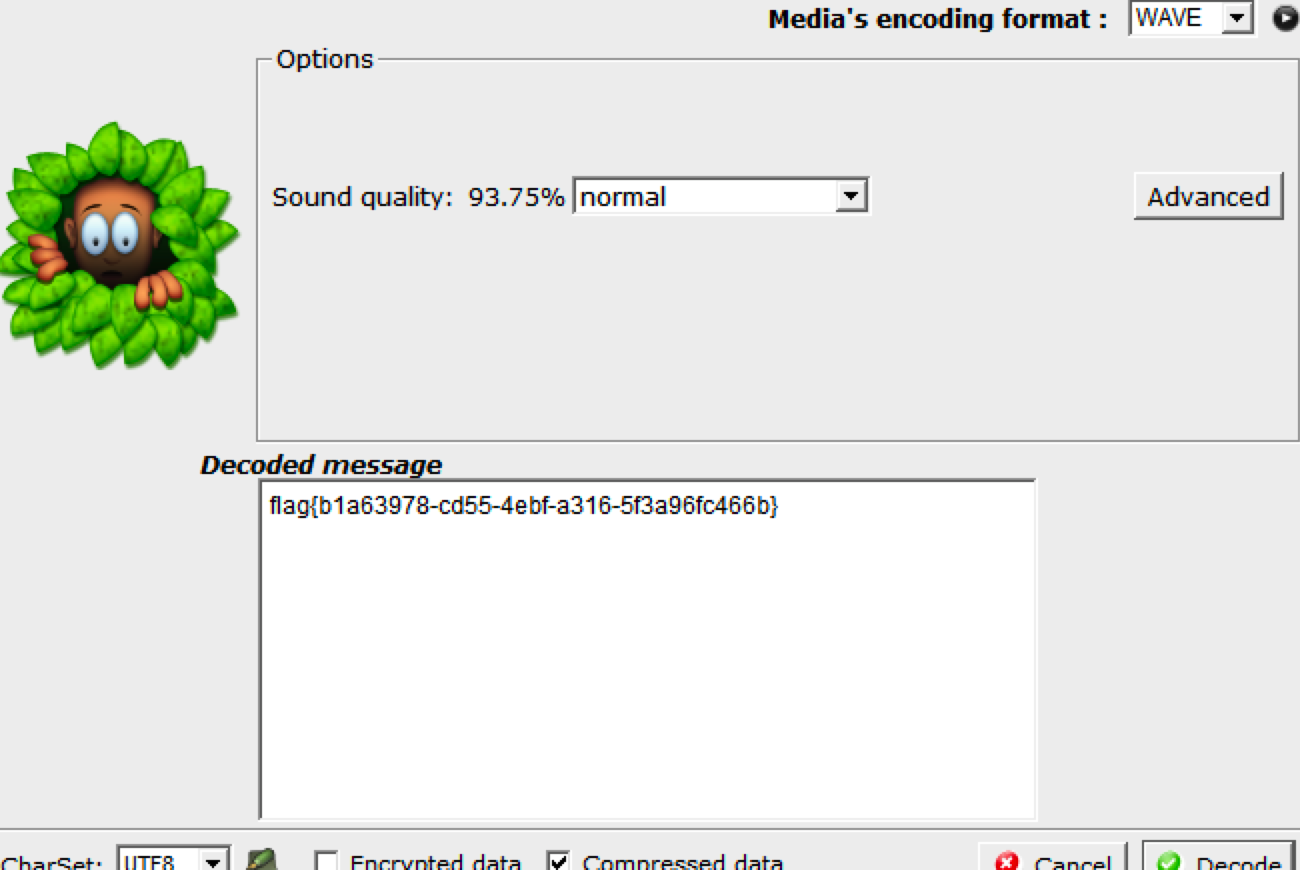 Media's encoding format : WAVE
Options
Sound quality: 93.75% normal Advanced
Decoded message
flag{b1a63978-cd55-4ebf-a316-5f3a96fc466b}
CharSet: UTF8 Encrypted data Compressed data Cancel Decode